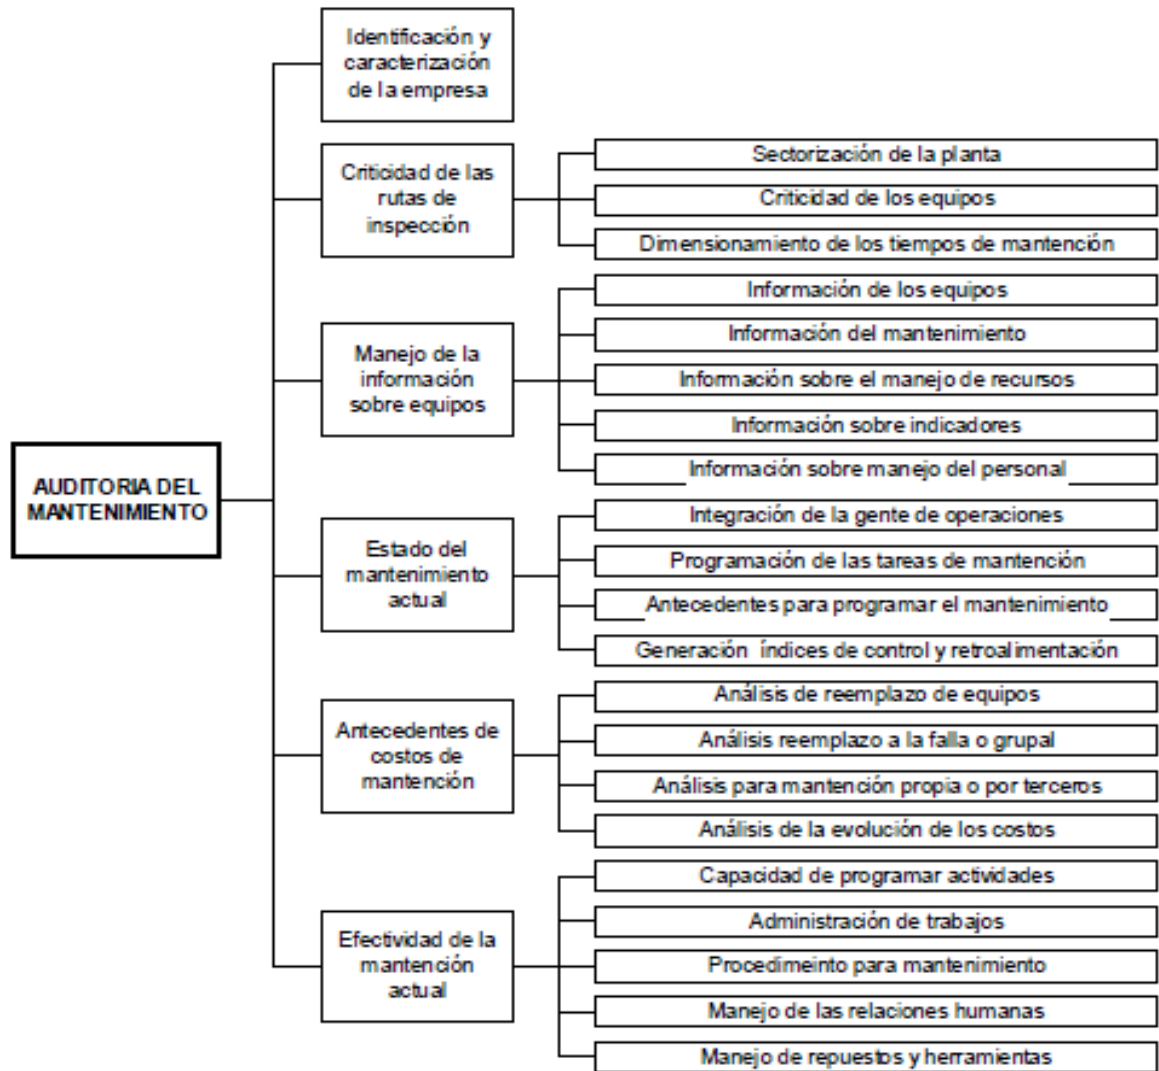 Identificación y
caracterización
de la empresa
Criticidad de las
rutas de
inspección
Sectorización de la planta
Criticidad de los equipos
Dimensionamiento de los tiempos de mantención
Manejo de la
información
sobre equipos
Información de los equipos
Información del mantenimiento
Información sobre el manejo de recursos
Información sobre indicadores
Información sobre manejo del personal
AUDITORIA DEL
MANTENIMIENTO
Estado del
mantenimiento
actual
Integración de la gente de operaciones
Programación de las tareas de mantención
Antecedentes para programar el mantenimiento
Generación índices de control y retroalimentación
Antecedentes de
costos de
mantención
Análisis de reemplazo de equipos
Análisis reemplazo a la falla o grupal
Análisis para mantención propia o por terceros
Análisis de la evolución de los costos
Efectividad de la
mantención
actual
Capacidad de programar actividades
Administración de trabajos
Procedimeinto para mantenimiento
Manejo de las relaciones humanas
Manejo de repuestos y herramientas